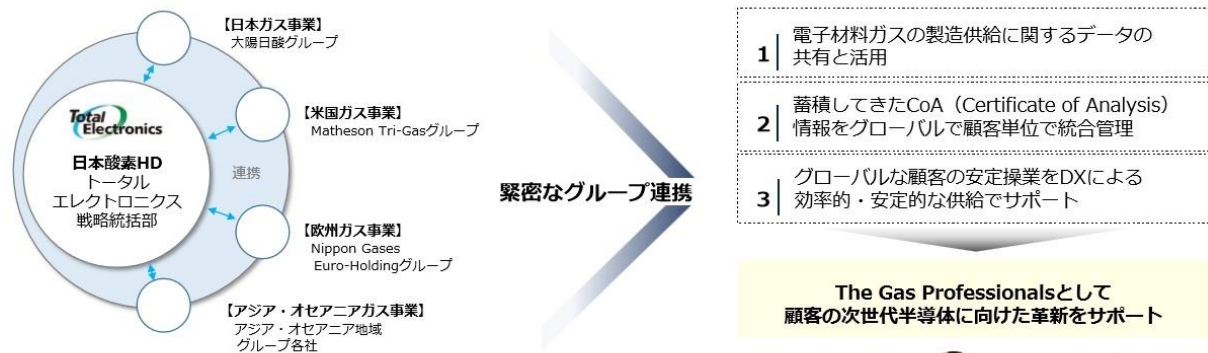 【日本ガス事業】
大陽日酸グループ
Total
Electronics
日本酸素HD
トータル
エレクトロニクス
戦略統括部
連携
【米国ガス事業】
Matheson Tri-Gasグループ
【欧州ガス事業】
Nippon Gases
Euro-Holdingグループ
【アジア・オセアニアガス事業】
アジア・オセアニア地域
グループ各社
緊密なグループ連携
1
電子材料ガスの製造供給に関するデータの
共有と活用
2
蓄積してきたCoA（Certificate of Analysis）
情報をグローバルで顧客単位で統合管理
3
グローバルな顧客の安定操業をDXによる
効率的・安定的な供給でサポート
The Gas Professionalsとして
顧客の次世代半導体に向けた革新をサポート